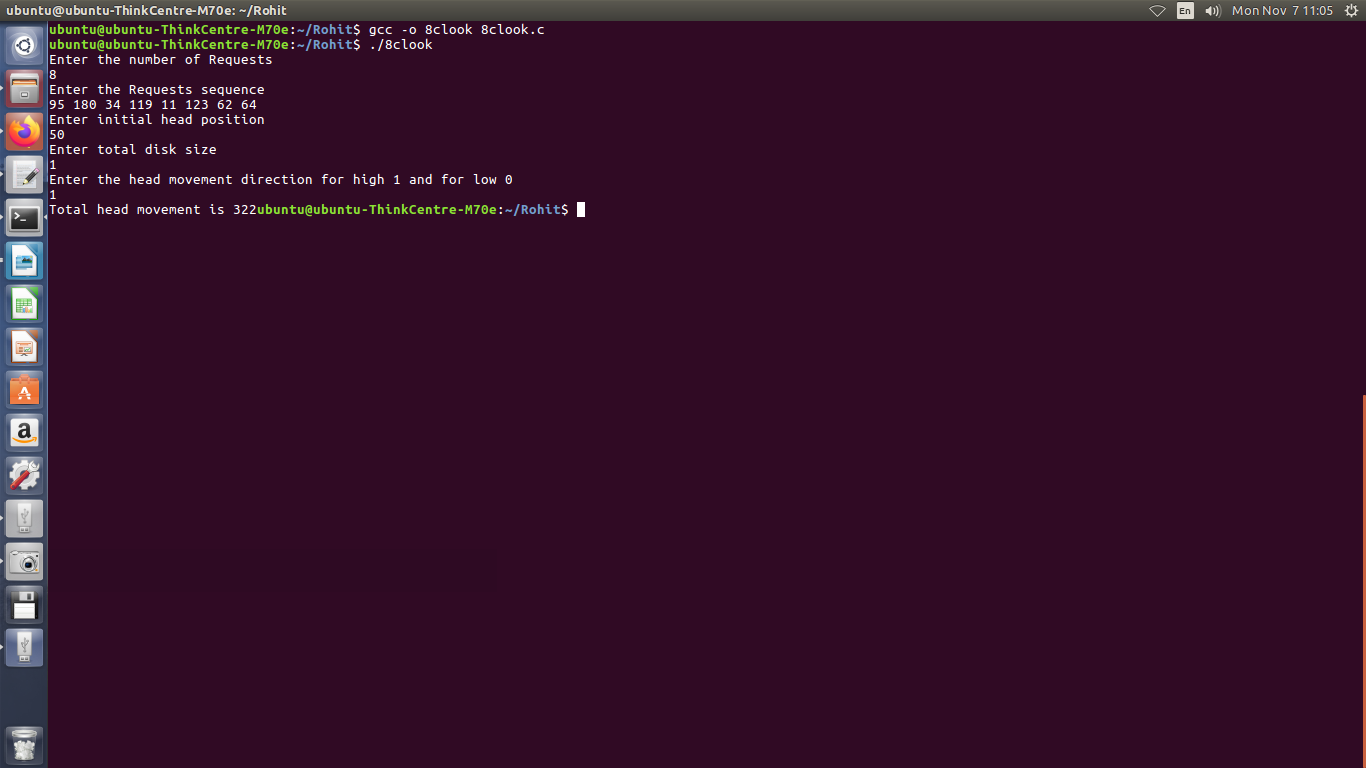 ubuntu@ubuntu-ThinkCentre-M70e: ~/Rohit En Mon Nov 7 11:05
ubuntu@ubuntu-ThinkCentre-M70e:~/Rohit$ gcc -o 8clook 8clook.c
ubuntu@ubuntu-ThinkCentre-M70e:~/Rohit$ ./8clook
Enter the number of Requests
8
Enter the Requests sequence
95 180 34 119 11 123 62 64
Enter initial head position
50
Enter total disk size
1
Enter the head movement direction for high 1 and for low 0
1
Total head movement is 322ubuntu@ubuntu-ThinkCentre-M70e:~/Rohit$